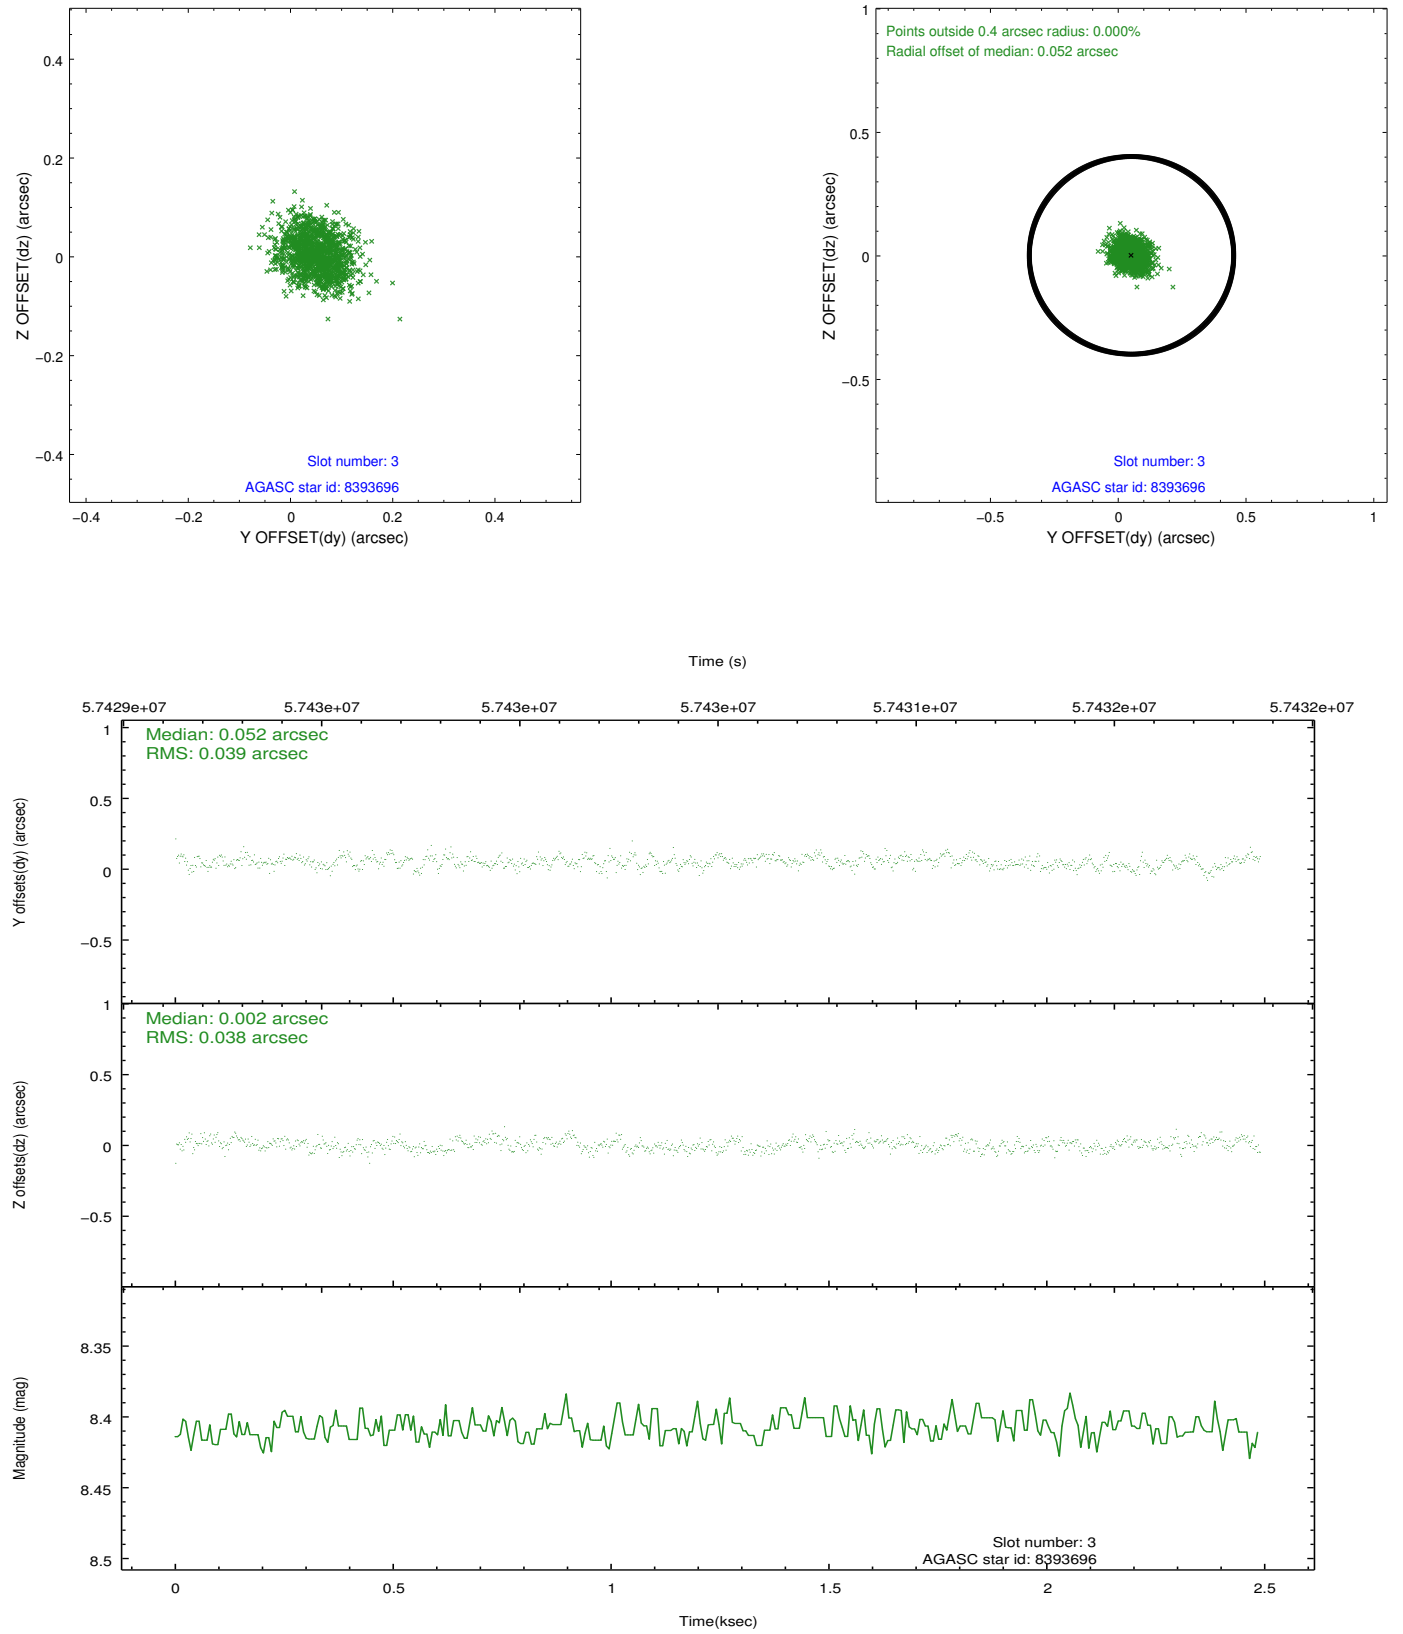 0.4
0.2
0
−0.2
−0.4
Z OFFSET(dz) (arcsec)
Slot number: 3
AGASC star id: 8393696
−0.4 −0.2 0 0.2 0.4
Y OFFSET(dy) (arcsec)
1
0.5
0
−0.5
Z OFFSET(dz) (arcsec)
Points outside 0.4 arcsec radius: 0.000%
Radial offset of median: 0.052 arcsec
Slot number: 3
AGASC star id: 8393696
−0.5 0 0.5 1
Y OFFSET(dy) (arcsec)
Time (s)
5.7429e+07 5.743e+07 5.743e+07 5.743e+07 5.7431e+07 5.7432e+07 5.7432e+07
Median: 0.052 arcsec
RMS: 0.039 arcsec
1
0.5
0
−0.5
Y offsets(dy) (arcsec)
Median: 0.002 arcsec
RMS: 0.038 arcsec
1
0.5
0
−0.5
Z offsets(dz) (arcsec)
8.35
8.4
8.45
8.5
Magnitude (mag)
Slot number: 3
AGASC star id: 8393696
0 0.5 1 1.5 2 2.5
Time(ksec)